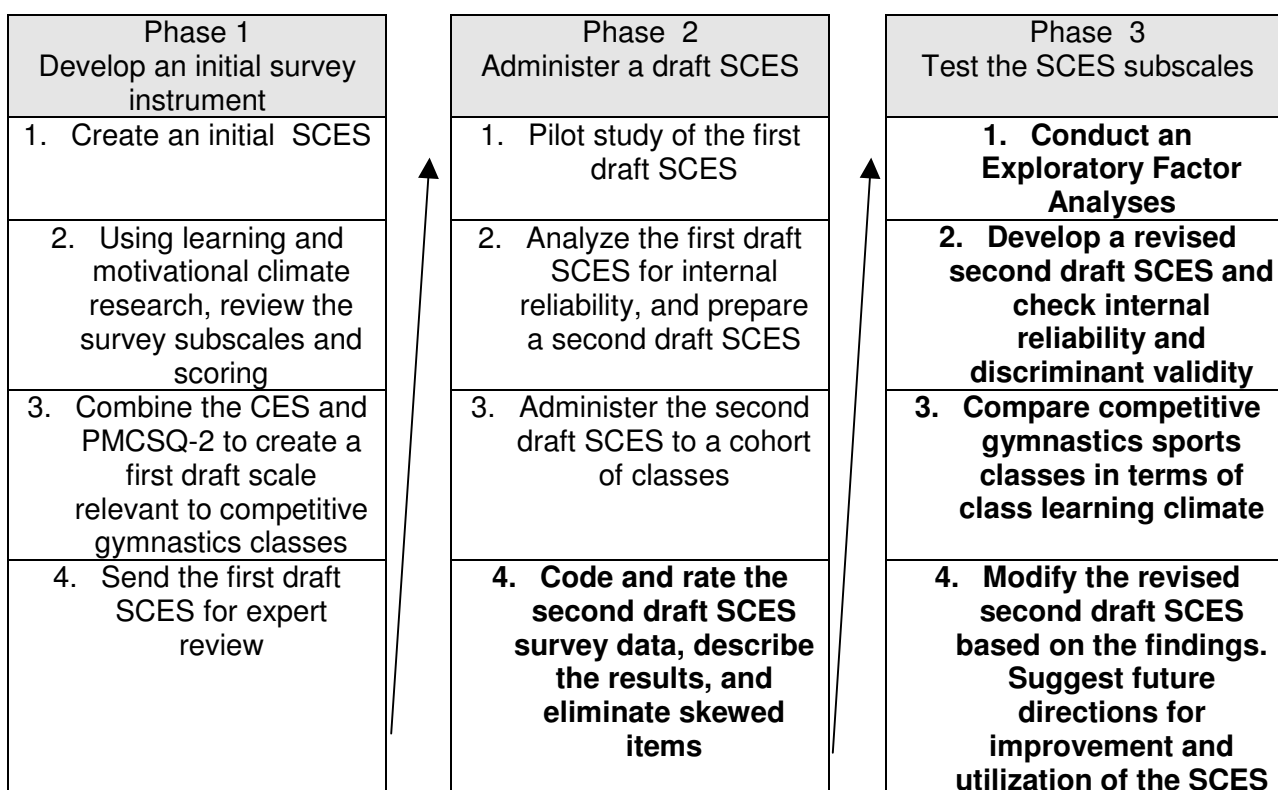 Phase 1
Develop an initial survey
instrument
1. Create an initial SCES
2. Using learning and
motivational climate
research, review the
survey subscales and
scoring
3. Combine the CES and
PMCSQ-2 to create a
first draft scale
relevant to competitive
gymnastics classes
4. Send the first draft
SCES for expert
review
Phase 2
Administer a draft SCES
1. Pilot study of the first
draft SCES
2. Analyze the first draft
SCES for internal
reliability, and prepare
a second draft SCES
3. Administer the second
draft SCES to a cohort
of classes
4. Code and rate the
second draft SCES
survey data, describe
the results, and
eliminate skewed
items
Phase 3
Test the SCES subscales
1. Conduct an
Exploratory Factor
Analyses
2. Develop a revised
second draft SCES and
check internal
reliability and
discriminant validity
3. Compare competitive
gymnastics sports
classes in terms of
class learning climate
4. Modify the revised
second draft SCES
based on the findings.
Suggest future
directions for
improvement and
utilization of the SCES